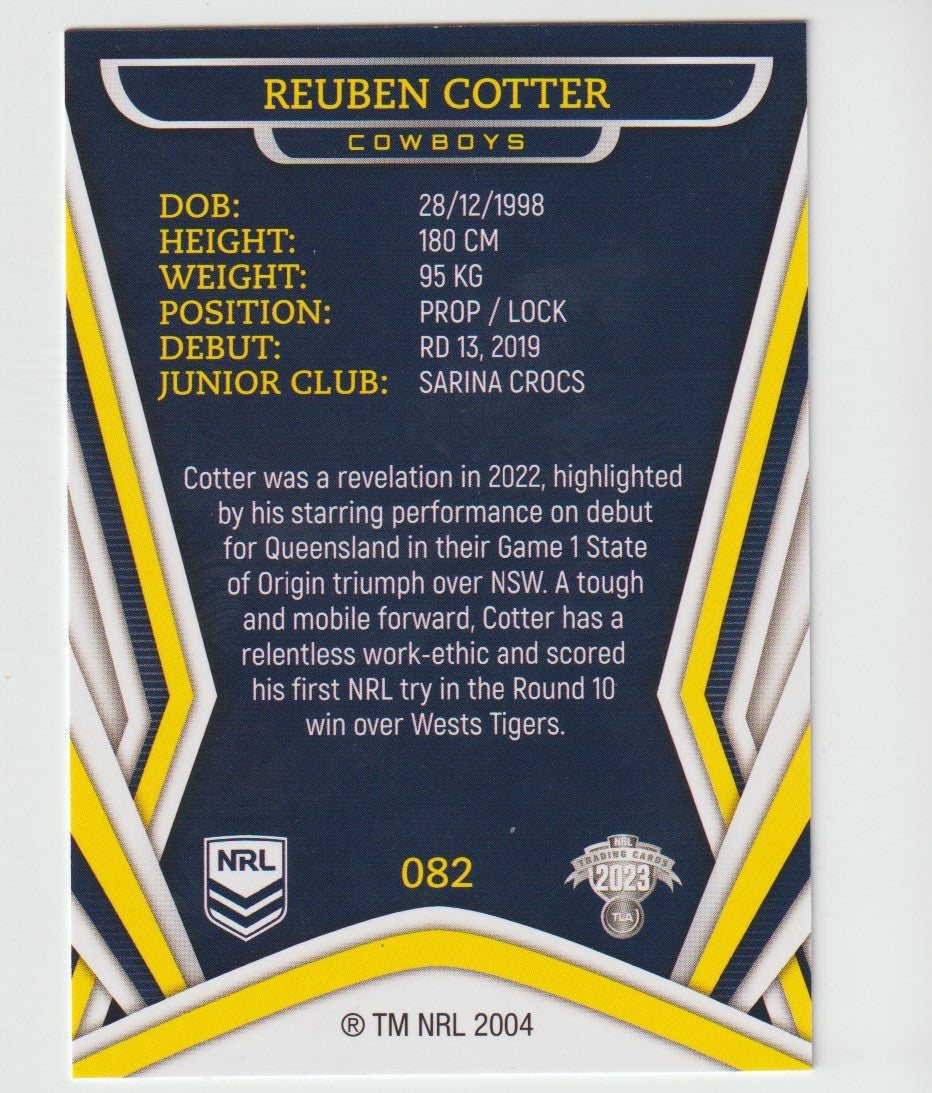 REUBEN COTTER
COWBOYS
DOB: 28/12/1998
HEIGHT: 180 CM
WEIGHT: 95 KG
POSITION: PROP / LOCK
DEBUT: RD 13, 2019
JUNIOR CLUB: SARINA CROCS
Cotter was a revelation in 2022, highlighted
by his starring performance on debut
for Queensland in their Game 1 State
of Origin triumph over NSW. A tough
and mobile forward, Cotter has a
relentless work-ethic and scored
his first NRL try in the Round 10
win over Wests Tigers.
NRL
082
NRL
TRADING CARDS
2023
TLA
® TM NRL 2004